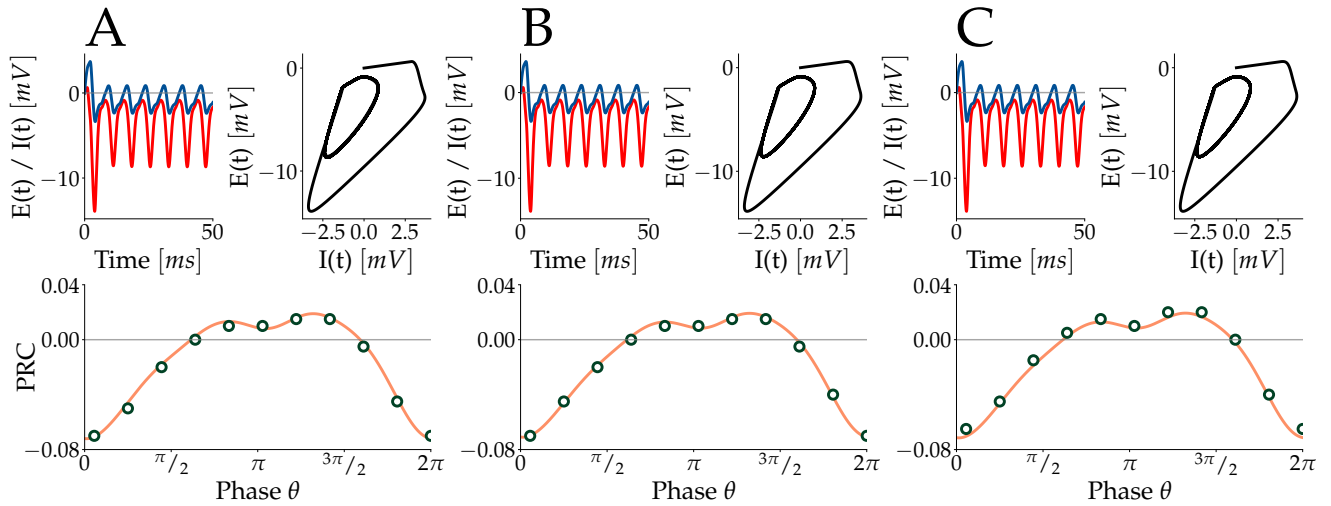 A
E(t) / I(t) [mV]
0
−10
0
50
Time [ms]
E(t) [mV]
0
−10
−2.5
0.0
2.5
I(t) [mV]
PRC
0.04
0.00
−0.08
0
π/2
π
3π/2
2π
Phase θ
B
E(t) / I(t) [mV]
0
−10
0
50
Time [ms]
E(t) [mV]
0
−10
−2.5
0.0
2.5
I(t) [mV]
0.04
0.00
−0.08
0
π/2
π
3π/2
2π
Phase θ
C
E(t) / I(t) [mV]
0
−10
0
50
Time [ms]
E(t) [mV]
0
−10
−2.5
0.0
2.5
I(t) [mV]
0.04
0.00
−0.08
0
π/2
π
3π/2
2π
Phase θ